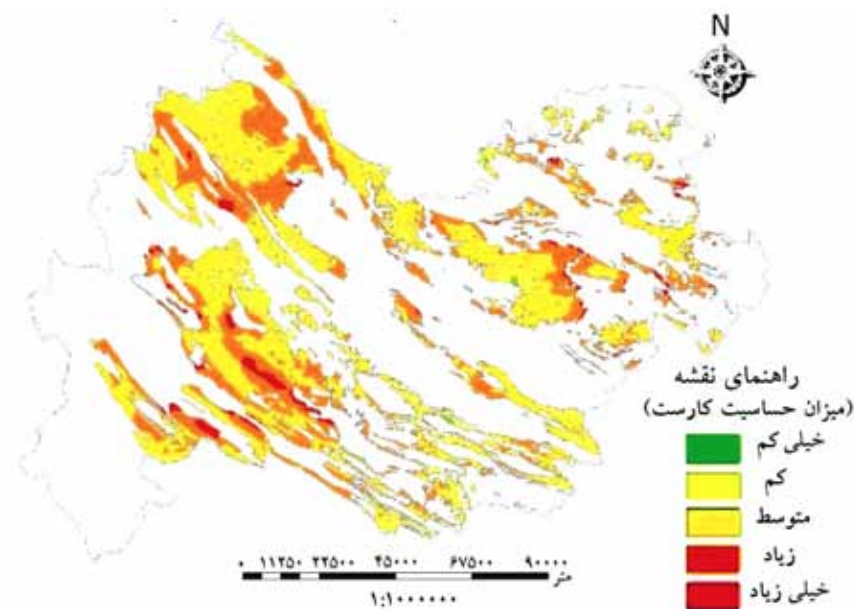 N
راهنمای نقشه
(میزان حساسیت کارست)
خیلی کم
کم
متوسط
زیاد
خیلی زیاد
۰ ۱۱۲۵۰ ۲۲۵۰۰ ۴۵۰۰۰ ۶۷۵۰۰ ۹۰۰۰۰
متر
۱:۱۰۰۰۰۰۰